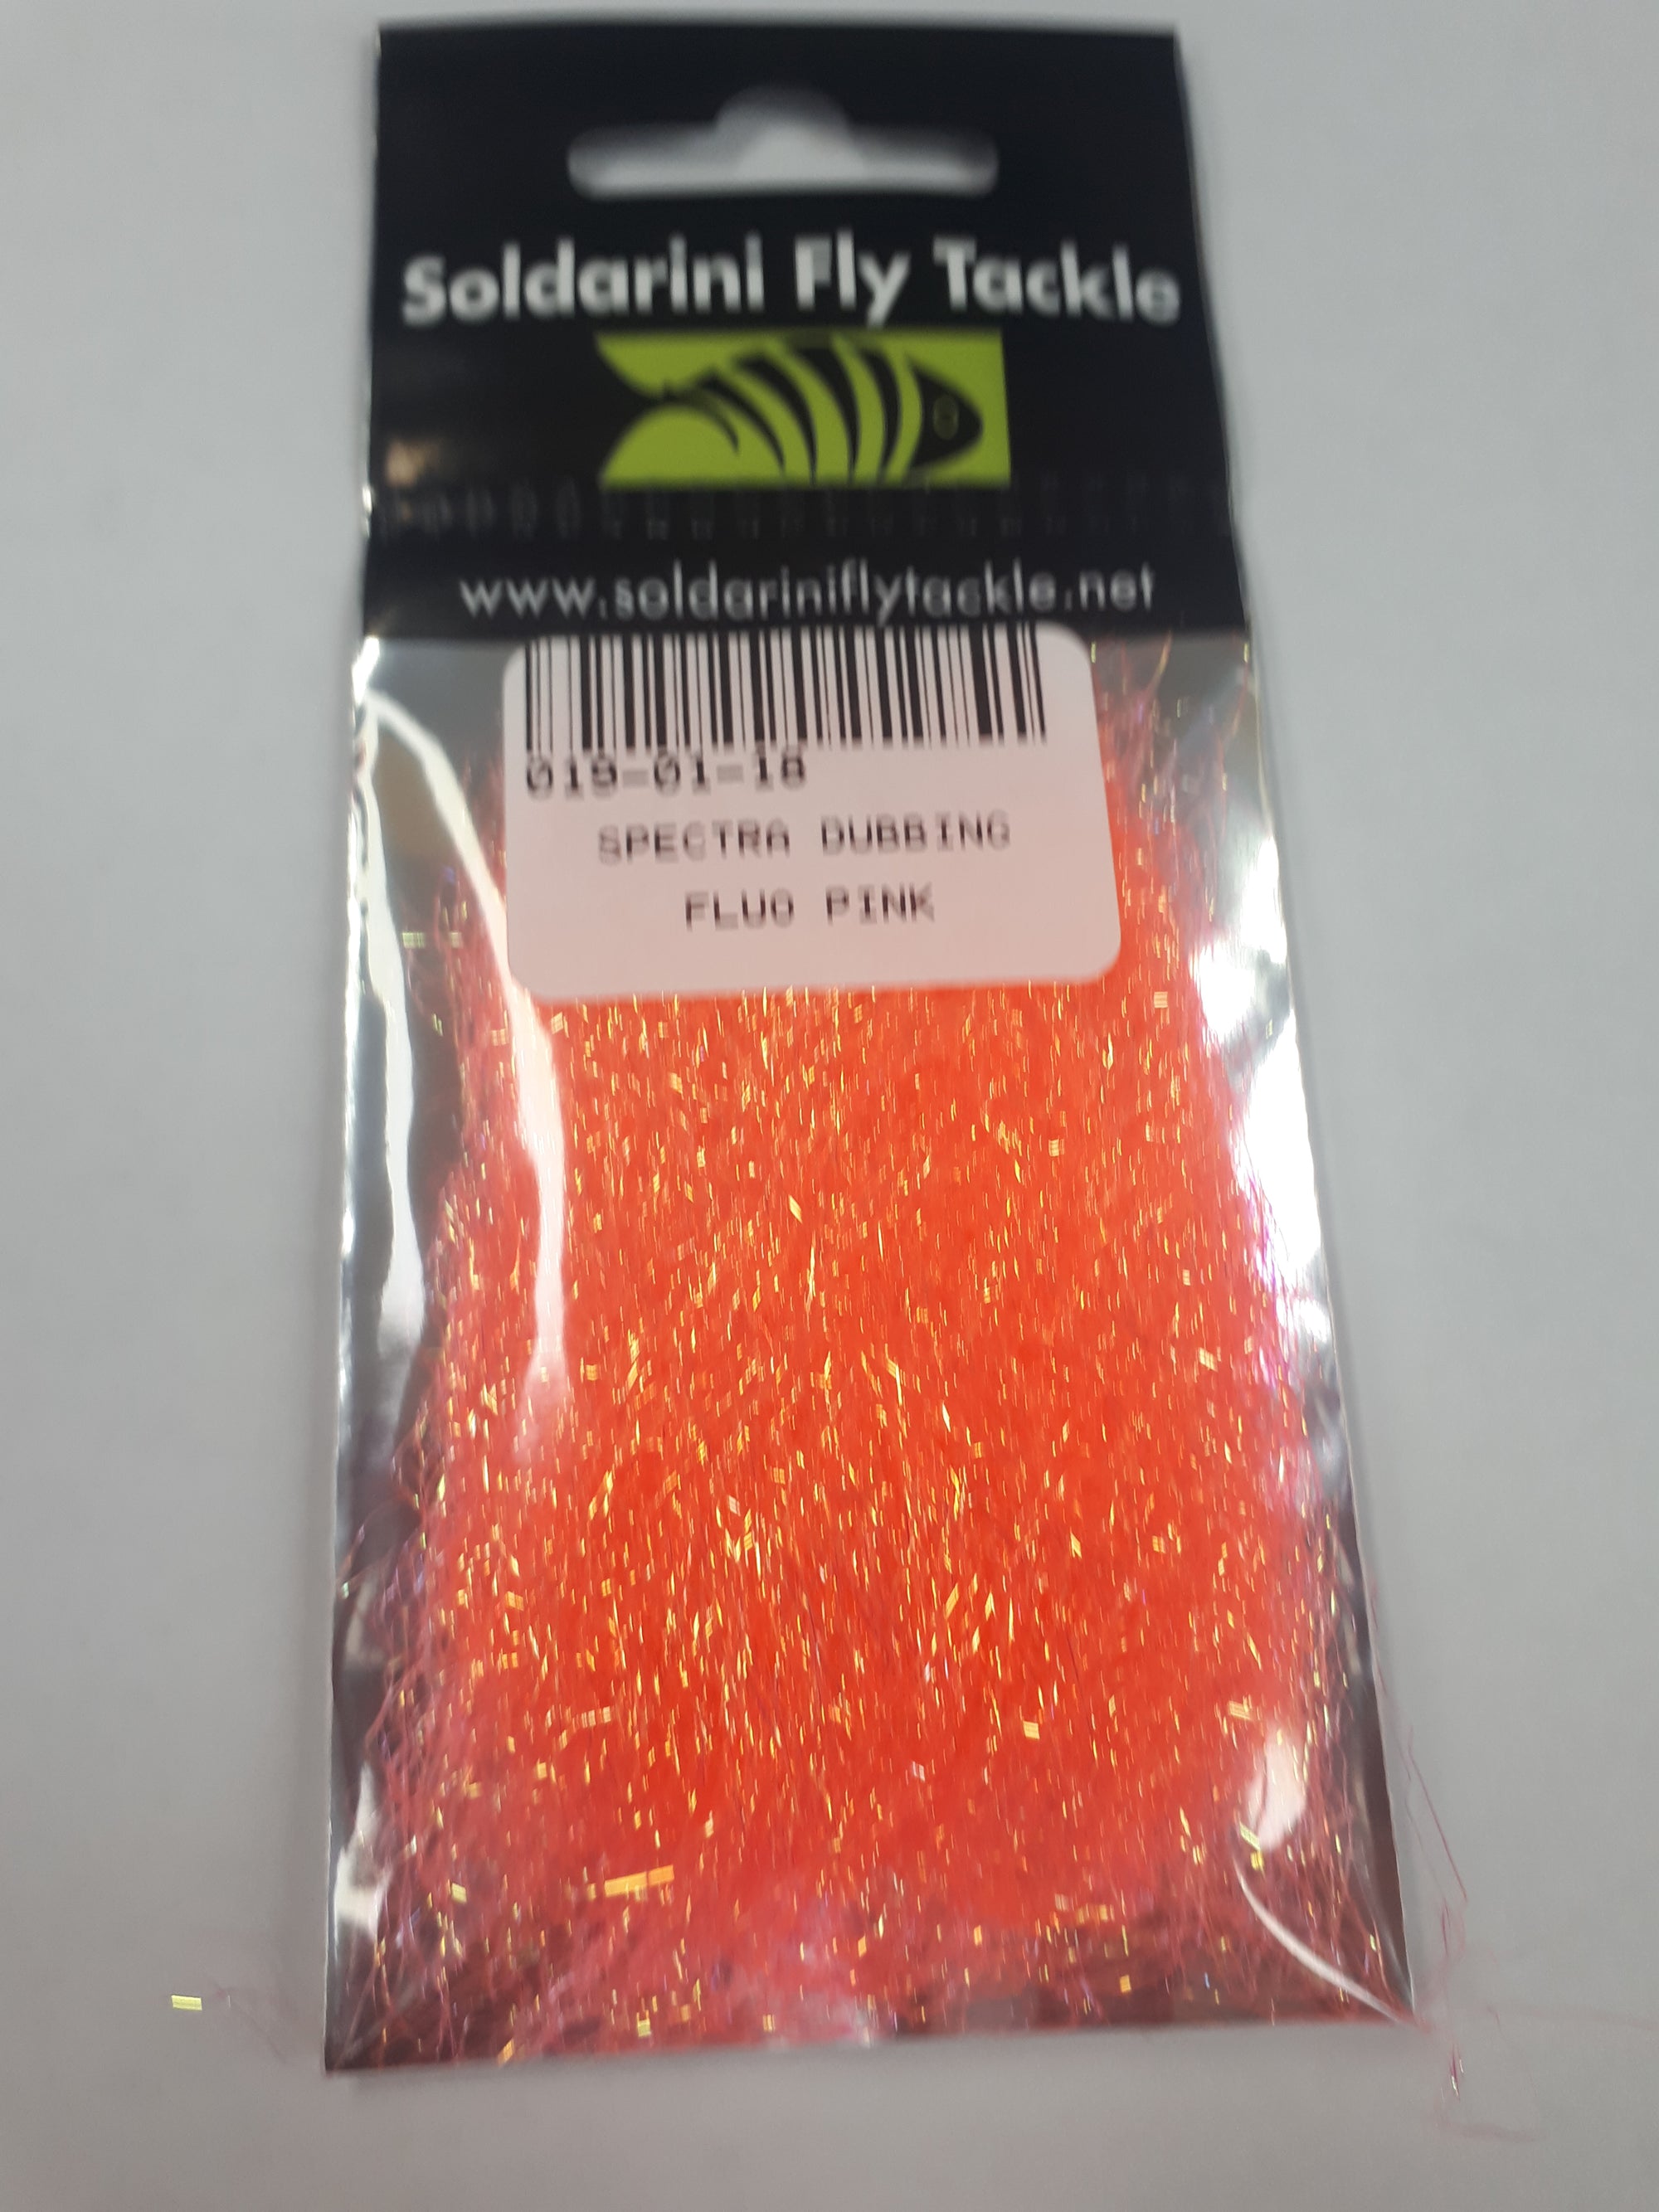 Soldarini Fly Tackle
www.soldariniflytackle.net
019-01-18
SPECTRA DUBBING
FLUO PINK